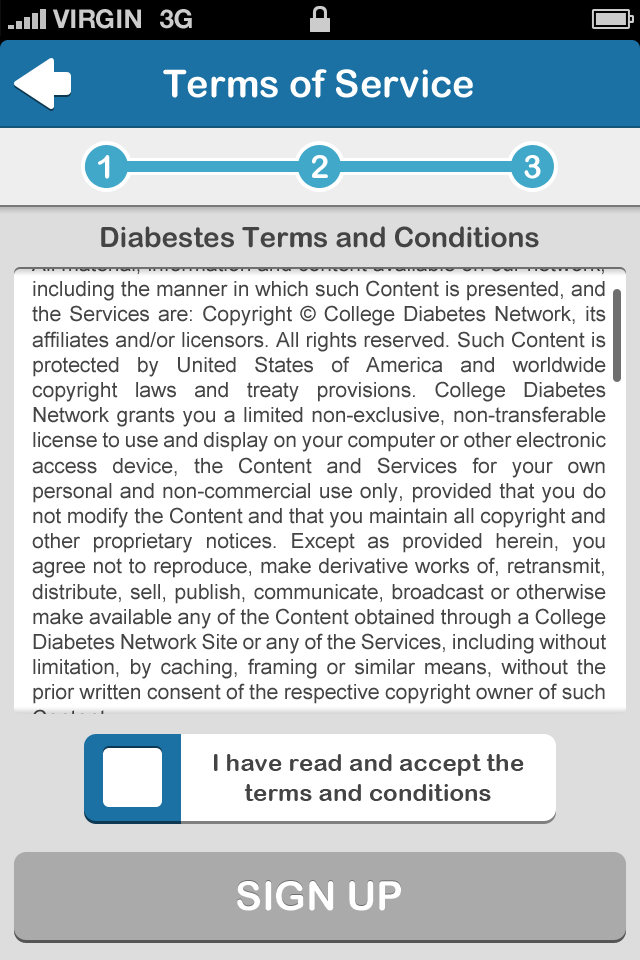 VIRGIN 3G
Terms of Service
1 2 3
Diabestes Terms and Conditions
All material, information and content available on our network,
including the manner in which such Content is presented, and
the Services are: Copyright © College Diabetes Network, its
affiliates and/or licensors. All rights reserved. Such Content is
protected by United States of America and worldwide
copyright laws and treaty provisions. College Diabetes
Network grants you a limited non-exclusive, non-transferable
license to use and display on your computer or other electronic
access device, the Content and Services for your own
personal and non-commercial use only, provided that you do
not modify the Content and that you maintain all copyright and
other proprietary notices. Except as provided herein, you
agree not to reproduce, make derivative works of, retransmit,
distribute, sell, publish, communicate, broadcast or otherwise
make available any of the Content obtained through a College
Diabetes Network Site or any of the Services, including without
limitation, by caching, framing or similar means, without the
prior written consent of the respective copyright owner of such
I have read and accept the
terms and conditions
SIGN UP